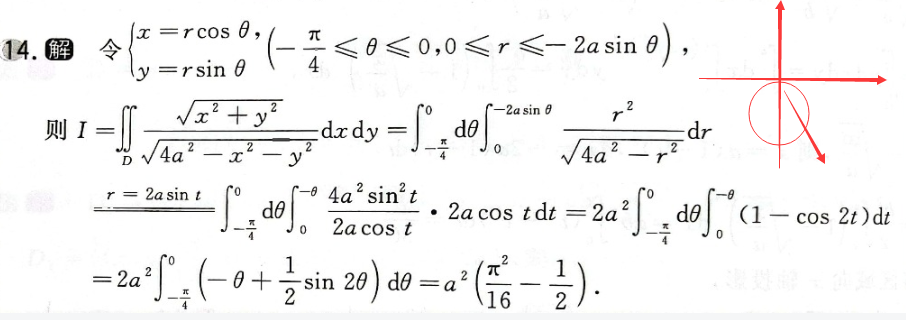 14. 解 令 { x = r cos θ, y = r sin θ (−π/4 ≤ θ ≤ 0, 0 ≤ r ≤ −2a sin θ),
则 I = ∬_D √(x² + y²) / √(4a² − x² − y²) dx dy = ∫_{−π/4}^{0} dθ ∫_{0}^{−2a sin θ} r² / √(4a² − r²) dr
r = 2a sin t ∫_{−π/4}^{0} dθ ∫_{0}^{−θ} 4a² sin² t / 2a cos t · 2a cos t dt = 2a² ∫_{−π/4}^{0} dθ ∫_{0}^{−θ} (1 − cos 2t) dt
= 2a² ∫_{−π/4}^{0} (−θ + 1/2 sin 2θ) dθ = a² (π²/16 − 1/2).